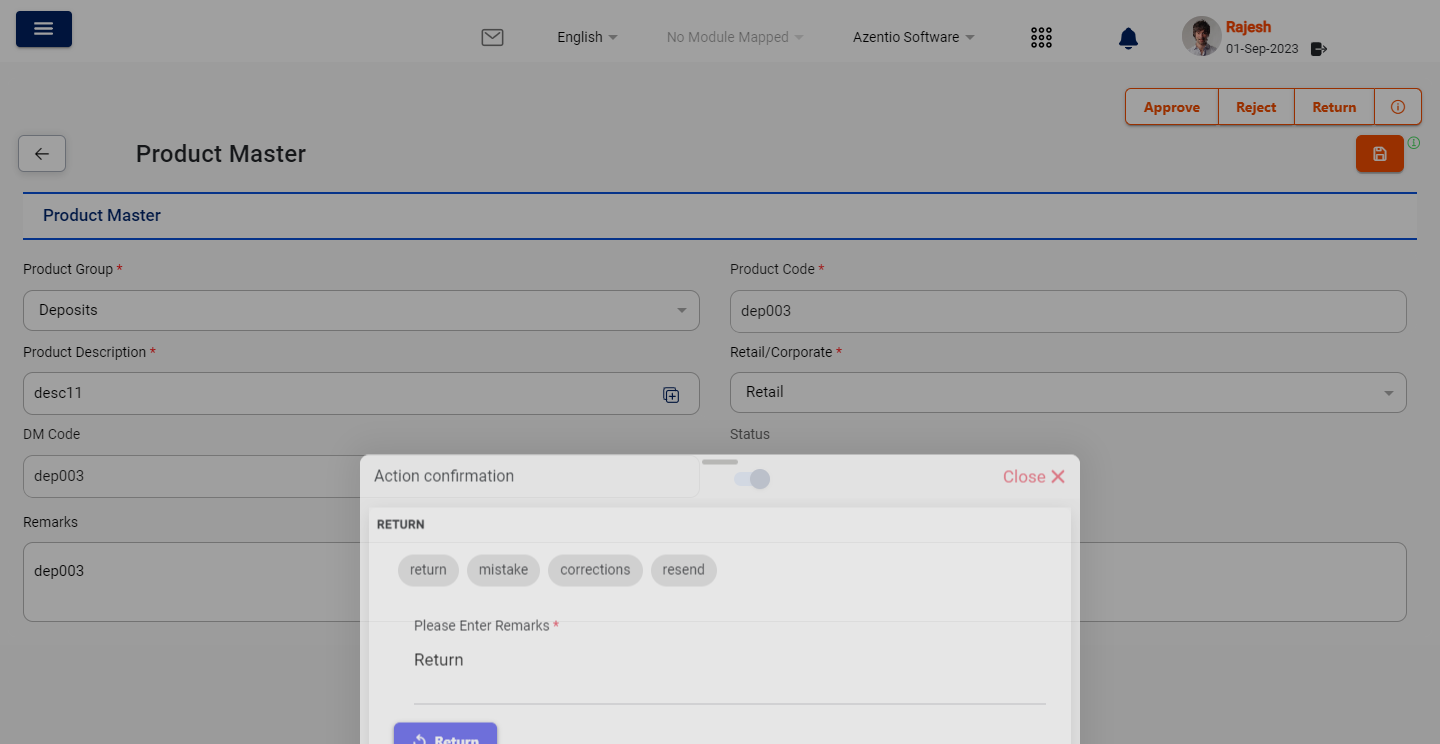 English
No Module Mapped
Azentio Software
Rajesh
01-Sep-2023
Approve
Reject
Return
Product Master
Product Master
Product Group *
Product Code *
Deposits
dep003
Product Description *
Retail/Corporate *
desc11
Retail
DM Code
Status
dep003
Remarks
dep003
Action confirmation
Close
RETURN
return
mistake
corrections
resend
Please Enter Remarks *
Return
Return